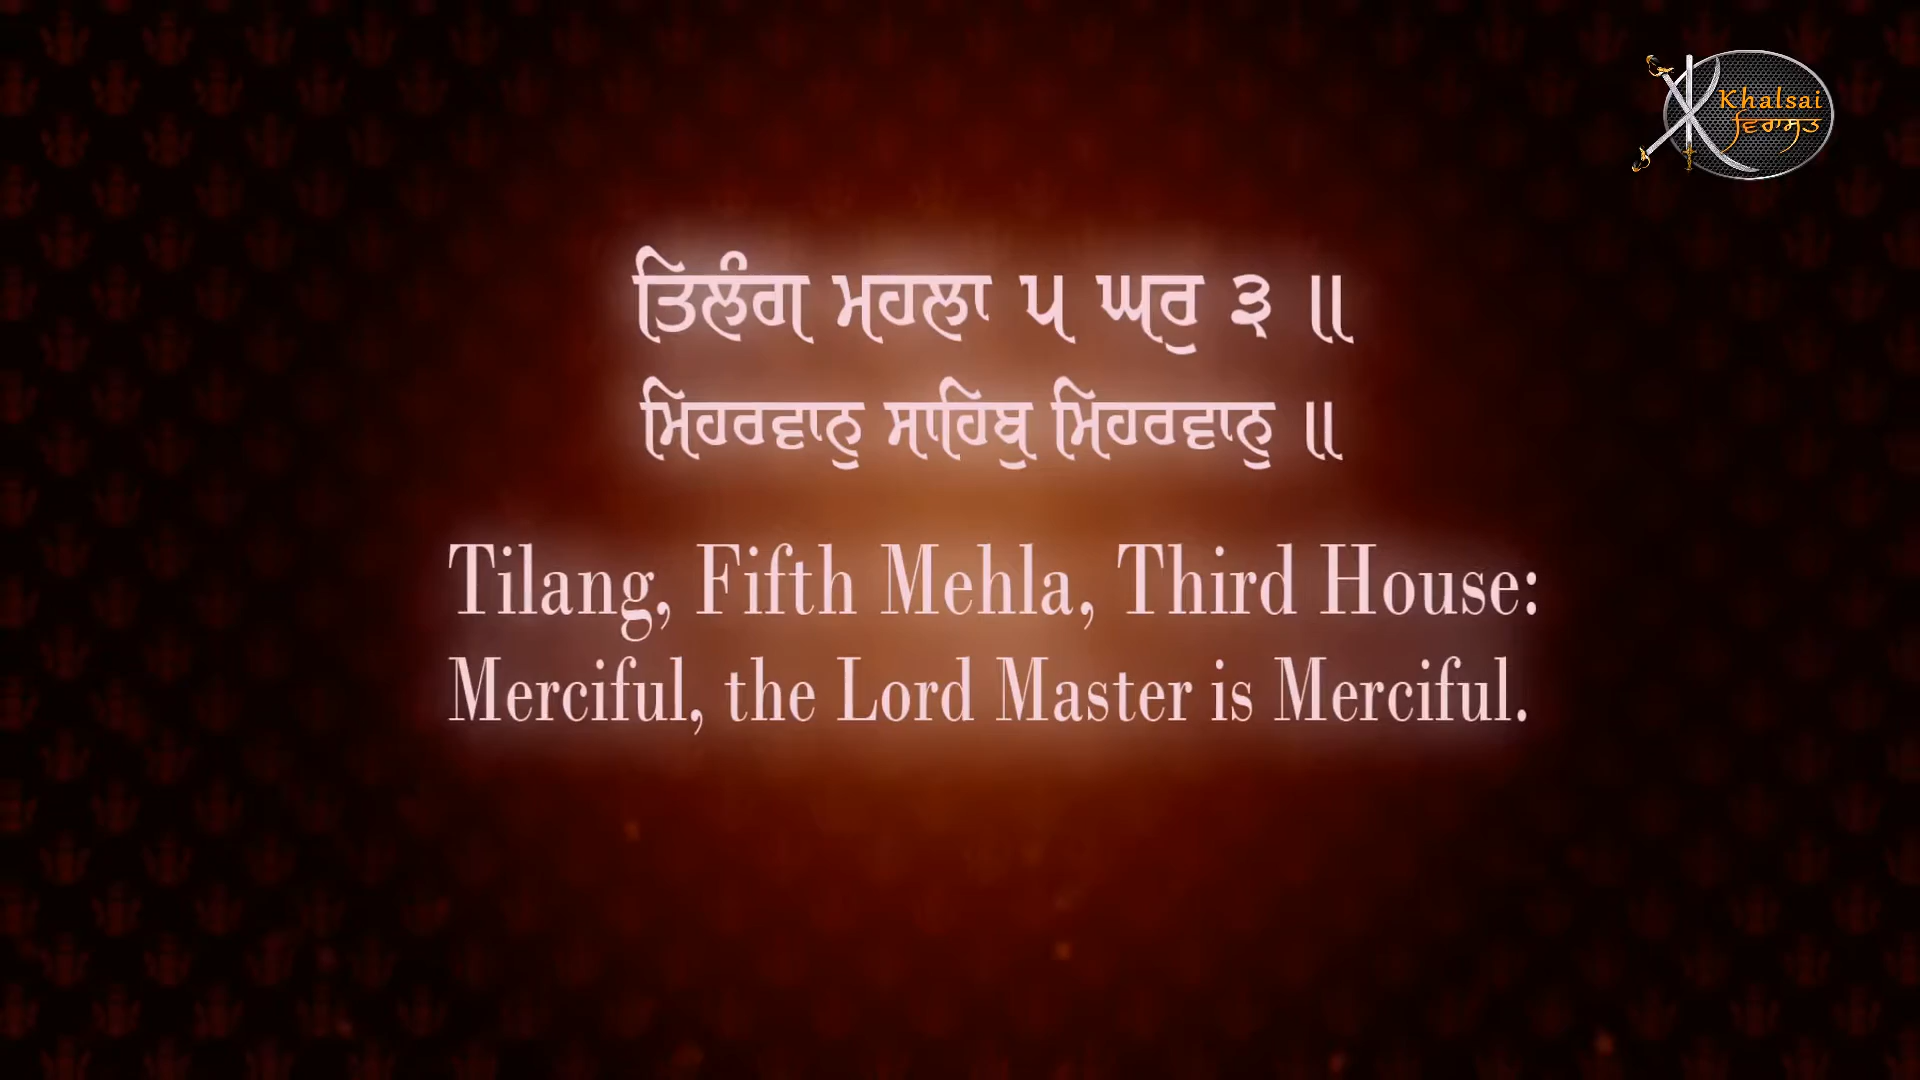 Khalsai
ਵਿਰਾਸਤ
ਤਿਲੰਗ ਮਹਲਾ ੫ ਘਰੁ ੩ ॥
ਮਿਹਰਵਾਨੁ ਸਾਹਿਬੁ ਮਿਹਰਵਾਨੁ ॥
Tilang, Fifth Mehla, Third House:
Merciful, the Lord Master is Merciful.